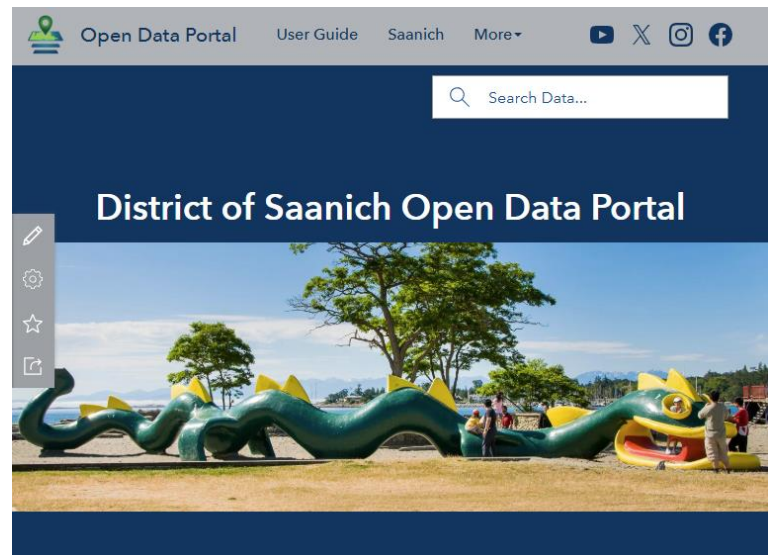 Open Data Portal User Guide Saanich More
Search Data...
District of Saanich Open Data Portal